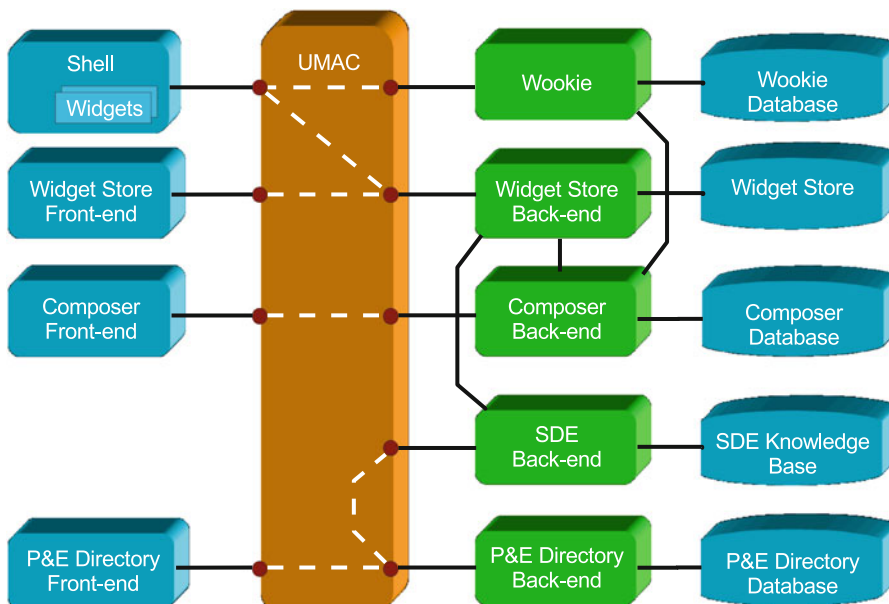 Shell
Widgets
UMAC
Wookie
Wookie
Database
Widget Store
Front-end
Widget Store
Back-end
Widget Store
Composer
Front-end
Composer
Back-end
Composer
Database
SDE
Back-end
SDE Knowledge
Base
P&E Directory
Front-end
P&E Directory
Back-end
P&E Directory
Database